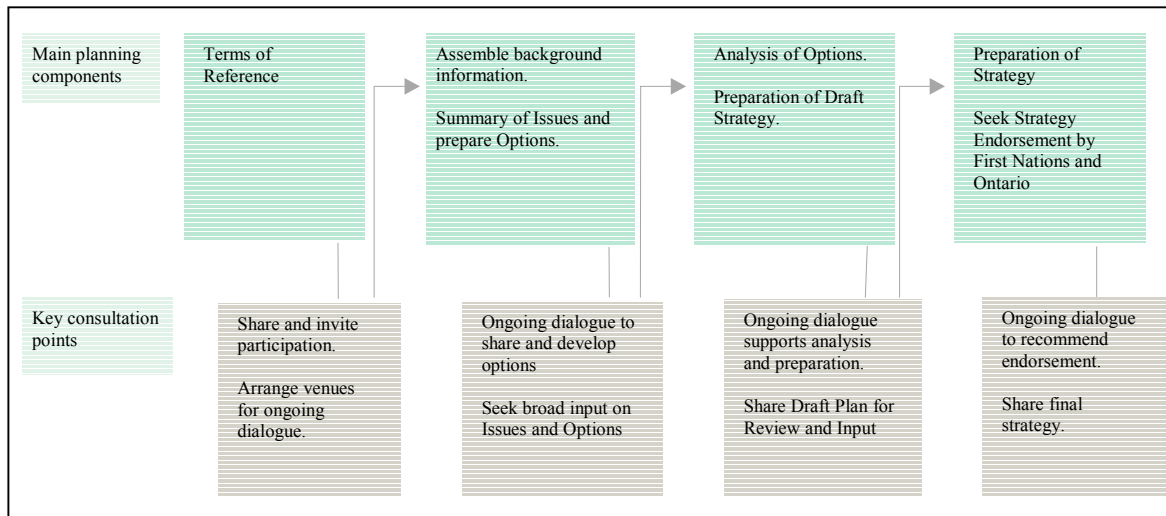 Main planning
components
Terms of
Reference
Assemble background
information.
Summary of Issues and
prepare Options.
Analysis of Options.
Preparation of Draft
Strategy.
Preparation of
Strategy
Seek Strategy
Endorsement by
First Nations and
Ontario
Key consultation
points
Share and invite
participation.
Arrange venues
for ongoing
dialogue.
Ongoing dialogue to
share and develop
options
Seek broad input on
Issues and Options
Ongoing dialogue
supports analysis
and preparation.
Share Draft Plan for
Review and Input
Ongoing dialogue
to recommend
endorsement.
Share final
strategy.